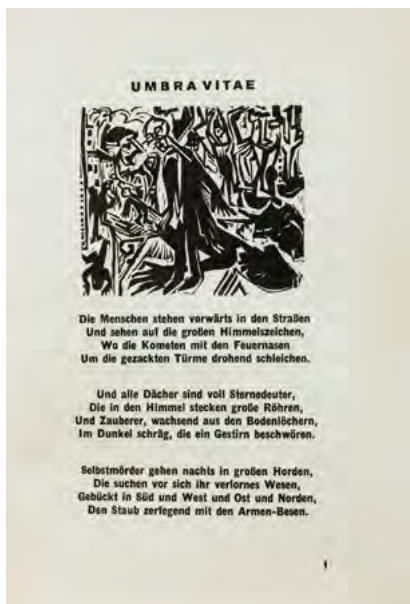 UMBRA VITAE
Die Menschen stehen vorwärts in den Straßen
Und sehen auf die großen Himmelszeichen,
Wo die Kometen mit den Feuernasen
Um die gezackten Türme drohend schleichen.
Und alle Dächer sind voll Sternedeuter,
Die in den Himmel stecken große Röhren,
Und Zauberer, wachsend aus den Bodenlöchern,
Im Dunkel schräg, die ein Gestirn beschwören.
Selbstmörder gehen nachts in großen Horden,
Die suchen vor sich ihr verlornes Wesen,
Gebückt in Süd und West und Ost und Norden,
Den Staub zerfegend mit den Armen-Besen.